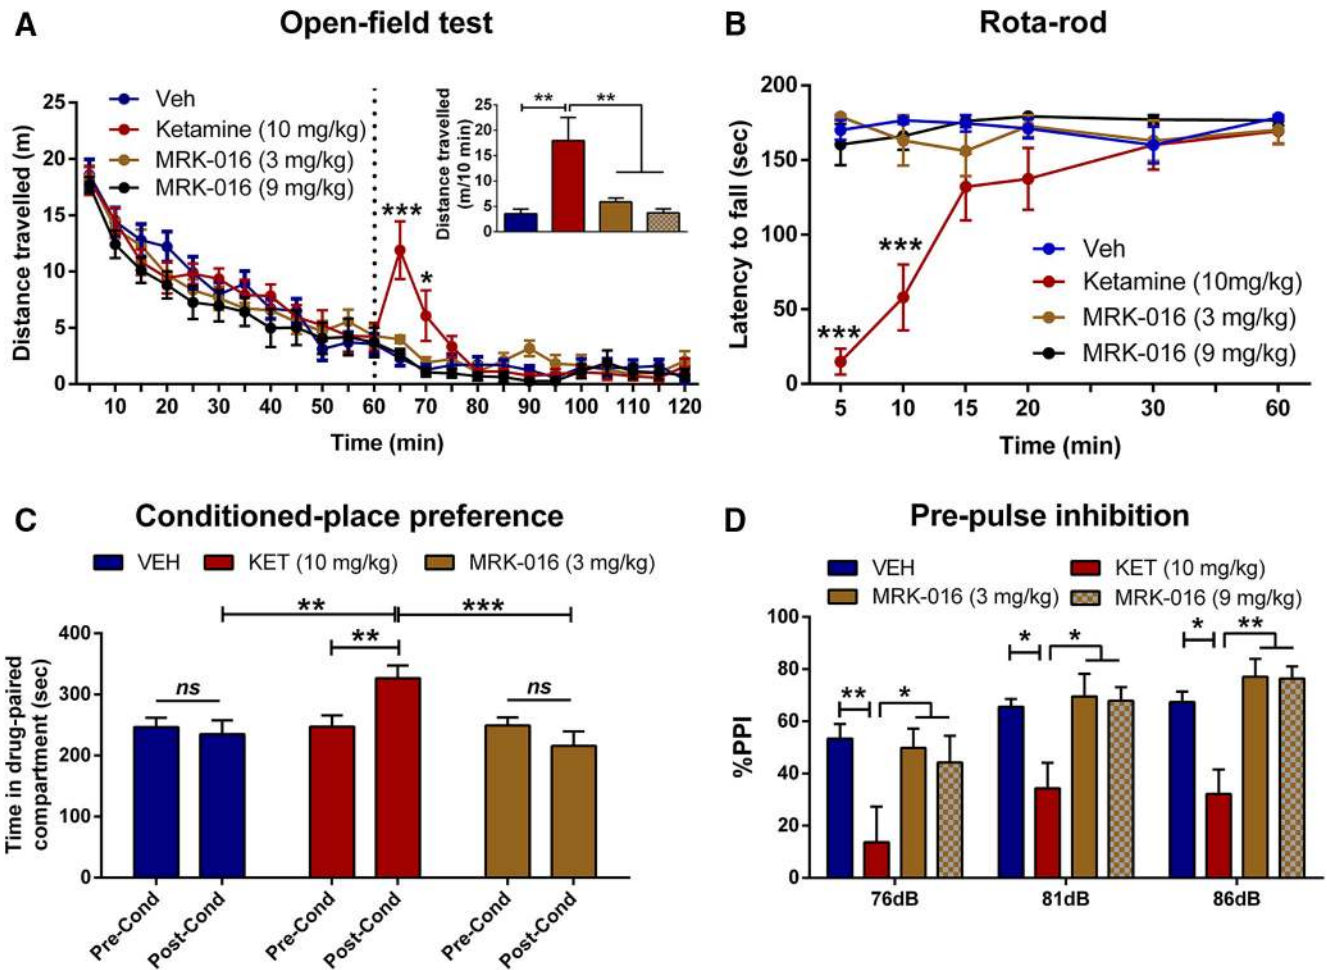 A
Open-field test
Distance travelled (m)
25
20
15
10
5
0
Veh
Ketamine (10 mg/kg)
MRK-016 (3 mg/kg)
MRK-016 (9 mg/kg)
***
*
Distance travelled
(m/10 min)
25
20
15
10
5
0
**
**
10 20 30 40 50 60 70 80 90 100 110 120
Time (min)
B
Rota-rod
Latency to fall (sec)
200
150
100
50
0
***
***
Veh
Ketamine (10mg/kg)
MRK-016 (3 mg/kg)
MRK-016 (9 mg/kg)
5 10 15 20 30 60
Time (min)
C
Conditioned-place preference
VEH KET (10 mg/kg) MRK-016 (3 mg/kg)
Time in drug-paired
compartment (sec)
400
300
200
100
0
** ***
**
ns
ns
Pre-Cond Post-Cond Pre-Cond Post-Cond Pre-Cond Post-Cond
D
Pre-pulse inhibition
VEH KET (10 mg/kg)
MRK-016 (3 mg/kg) MRK-016 (9 mg/kg)
%PPI
100
80
60
40
20
0
** *
* *
* **
76dB 81dB 86dB